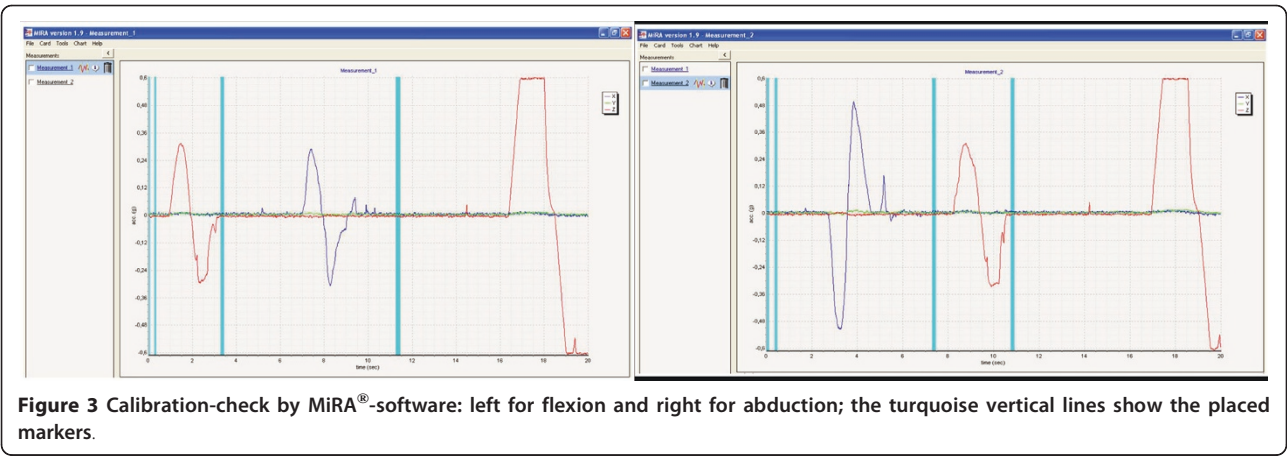 MiRA version 1.9 - Measurement_1
File Card Tools Chart Help
Measurements:
Measurement_1
Measurement_2
Measurement_1
0,6
0,48
0,36
0,24
0,12
0
-0,12
-0,24
-0,36
-0,48
-0,6
acc. (g)
0 2 4 6 8 10 12 14 16 18 20
time (sec)
X
Y
Z
MiRA version 1.9 - Measurement_2
File Card Tools Chart Help
Measurements:
Measurement_1
Measurement_2
Measurement_2
0,6
0,48
0,36
0,24
0,12
0
-0,12
-0,24
-0,36
-0,48
-0,6
acc. (g)
0 2 4 6 8 10 12 14 16 18 20
time (sec)
X
Y
Z
Figure 3 Calibration-check by MiRA®-software: left for flexion and right for abduction; the turquoise vertical lines show the placed
markers.